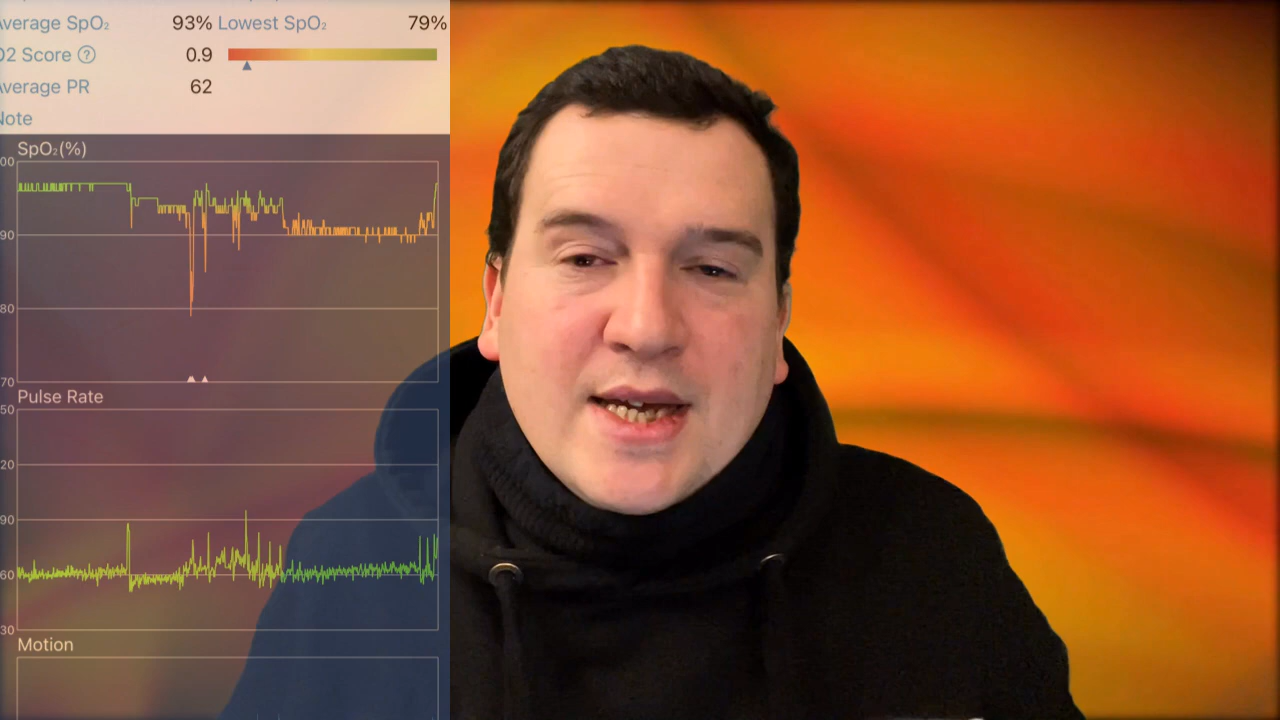 Average SpO₂ 93% Lowest SpO₂ 79%
O2 Score ? 0.9
Average PR 62
Note
SpO₂(%)
00
90
80
70
Pulse Rate
50
20
90
60
30
Motion